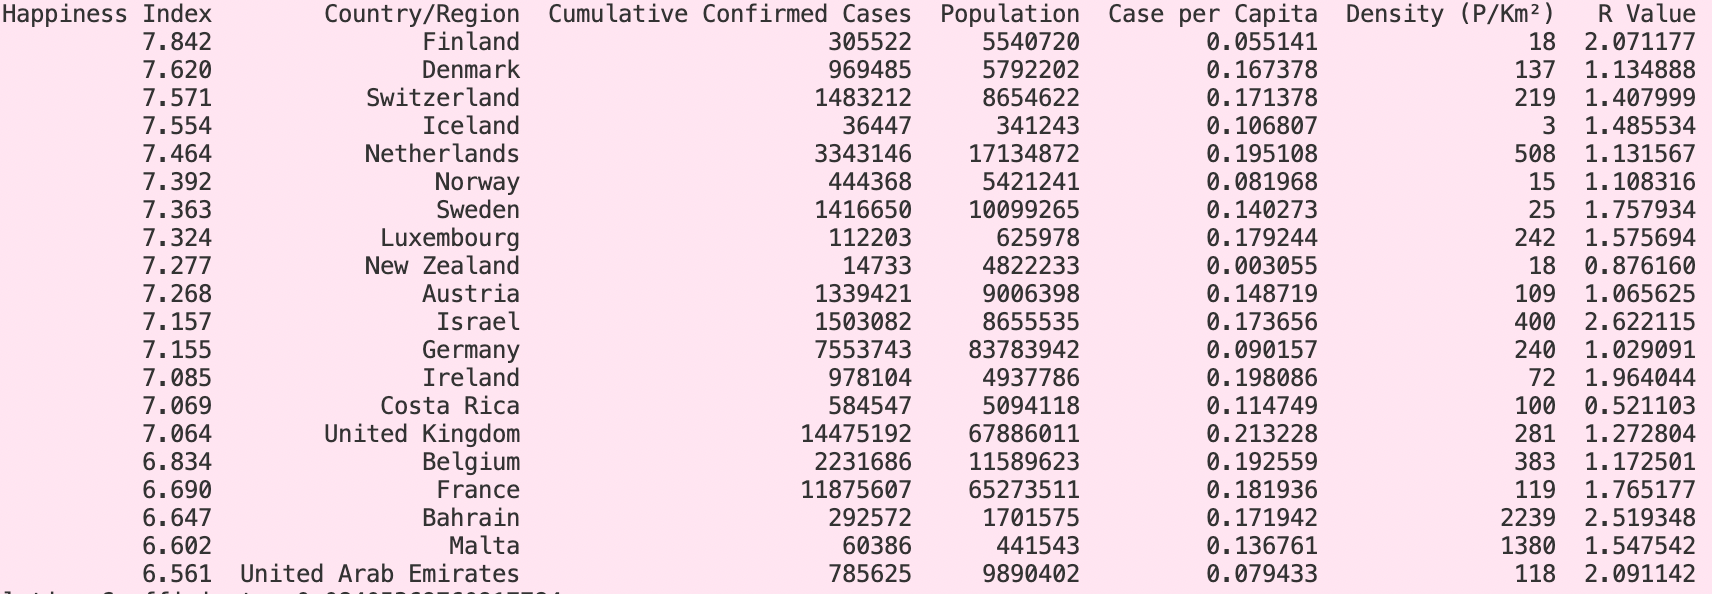 Happiness Index Country/Region Cumulative Confirmed Cases Population Case per Capita Density (P/Km²) R Value
7.842 Finland 305522 5540720 0.055141 18 2.071177
7.620 Denmark 969485 5792202 0.167378 137 1.134888
7.571 Switzerland 1483212 8654622 0.171378 219 1.407999
7.554 Iceland 36447 341243 0.106807 3 1.485534
7.464 Netherlands 3343146 17134872 0.195108 508 1.131567
7.392 Norway 444368 5421241 0.081968 15 1.108316
7.363 Sweden 1416650 10099265 0.140273 25 1.757934
7.324 Luxembourg 112203 625978 0.179244 242 1.575694
7.277 New Zealand 14733 4822233 0.003055 18 0.876160
7.268 Austria 1339421 9006398 0.148719 109 1.065625
7.157 Israel 1503082 8655535 0.173656 400 2.622115
7.155 Germany 7553743 83783942 0.090157 240 1.029091
7.085 Ireland 978104 4937786 0.198086 72 1.964044
7.069 Costa Rica 584547 5094118 0.114749 100 0.521103
7.064 United Kingdom 14475192 67886011 0.213228 281 1.272804
6.834 Belgium 2231686 11589623 0.192559 383 1.172501
6.690 France 11875607 65273511 0.181936 119 1.765177
6.647 Bahrain 292572 1701575 0.171942 2239 2.519348
6.602 Malta 60386 441543 0.136761 1380 1.547542
6.561 United Arab Emirates 785625 9890402 0.079433 118 2.091142